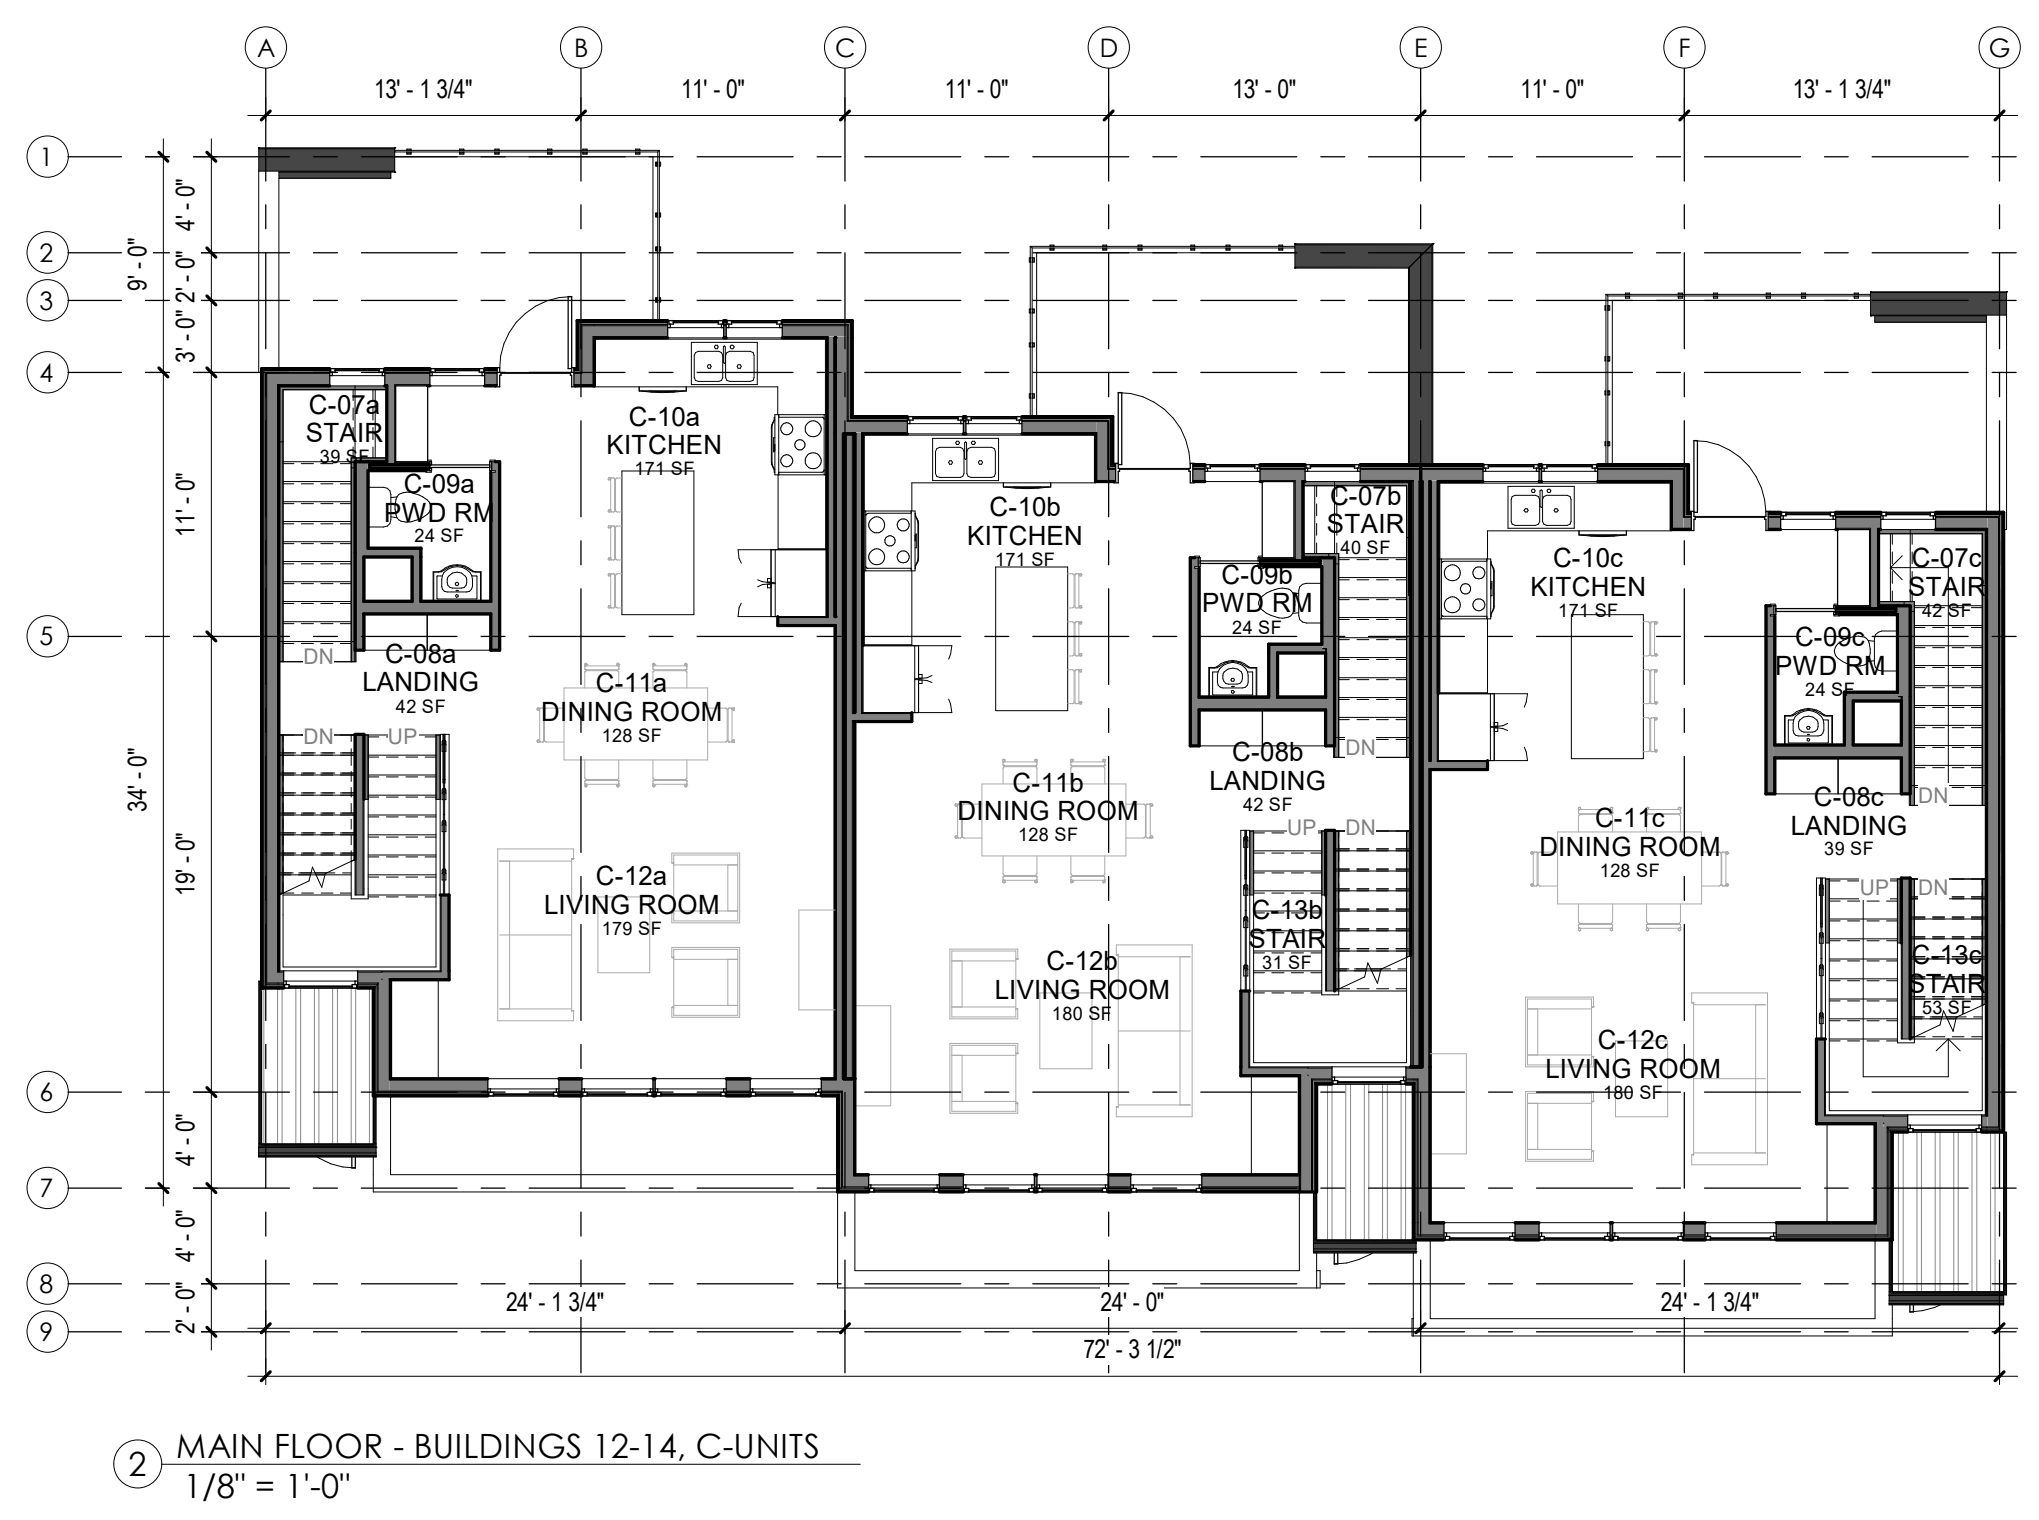 A
B
C
D
E
F
G
13' - 1 3/4"
11' - 0"
11' - 0"
13' - 0"
11' - 0"
13' - 1 3/4"
1
2
3
4
5
6
7
8
9
9' - 0"
34' - 0"
4' - 0"
2' - 0"
3' - 0"
11' - 0"
19' - 0"
4' - 0"
4' - 0"
2' - 0"
C-07a
STAIR
39 SF
C-09a
PWD RM
24 SF
C-10a
KITCHEN
171 SF
DN
C-08a
LANDING
42 SF
C-11a
DINING ROOM
128 SF
DN
UP
C-12a
LIVING ROOM
179 SF
C-10b
KITCHEN
171 SF
C-07b
STAIR
40 SF
C-09b
PWD RM
24 SF
DN
C-08b
LANDING
42 SF
C-11b
DINING ROOM
128 SF
UP
DN
C-13b
STAIR
31 SF
C-12b
LIVING ROOM
180 SF
C-10c
KITCHEN
171 SF
C-07c
STAIR
42 SF
C-09c
PWD RM
24 SF
DN
C-08c
LANDING
39 SF
C-11c
DINING ROOM
128 SF
UP
DN
C-13c
STAIR
53 SF
C-12c
LIVING ROOM
180 SF
24' - 1 3/4"
24' - 0"
24' - 1 3/4"
72' - 3 1/2"
2
MAIN FLOOR - BUILDINGS 12-14, C-UNITS
1/8" = 1'-0"